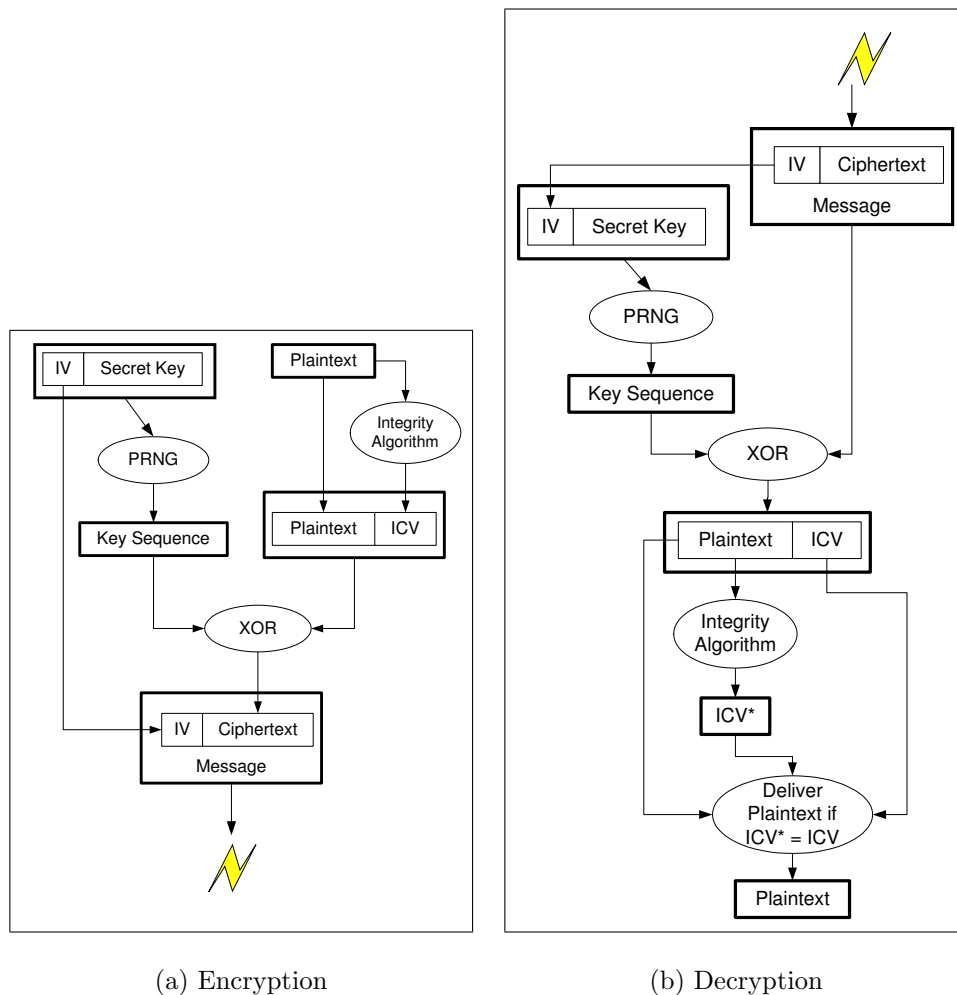 IV Secret Key
PRNG
Key Sequence
Plaintext
Integrity
Algorithm
Plaintext ICV
XOR
IV Ciphertext
Message
(a) Encryption
IV Ciphertext
Message
IV Secret Key
PRNG
Key Sequence
XOR
Plaintext ICV
Integrity
Algorithm
ICV*
Deliver
Plaintext if
ICV* = ICV
Plaintext
(b) Decryption